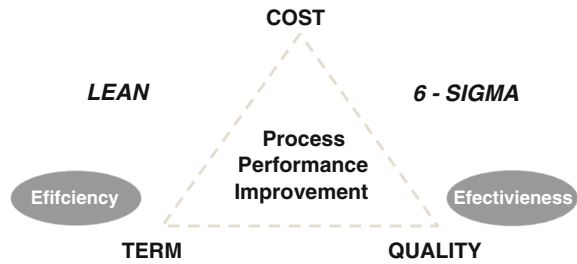 COST
LEAN
6 - SIGMA
Process
Performance
Improvement
Efifciency
Efectivieness
TERM
QUALITY